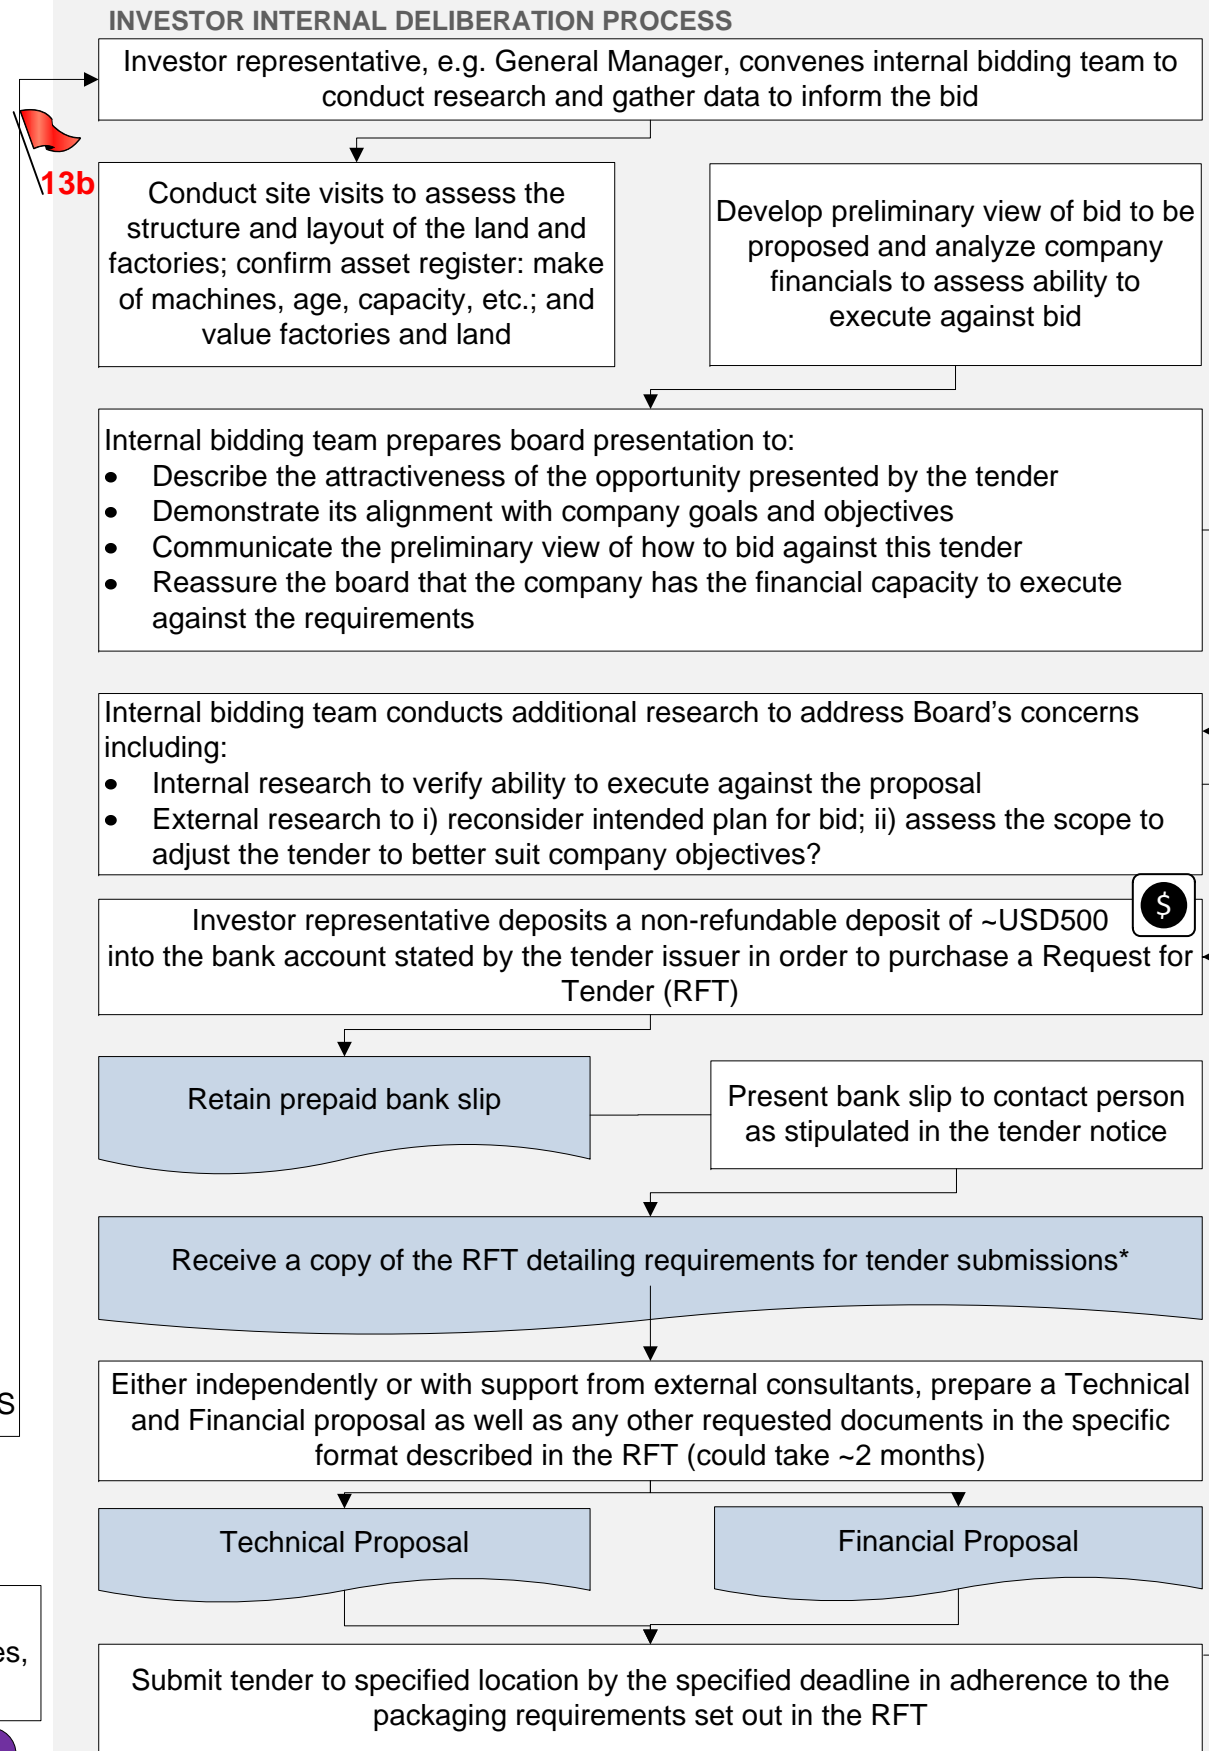 INVESTOR INTERNAL DELIBERATION PROCESS
Investor representative, e.g. General Manager, convenes internal bidding team to
conduct research and gather data to inform the bid
13b
Conduct site visits to assess the
structure and layout of the land and
factories; confirm asset register: make
of machines, age, capacity, etc.; and
value factories and land
Develop preliminary view of bid to be
proposed and analyze company
financials to assess ability to
execute against bid
Internal bidding team prepares board presentation to:
• Describe the attractiveness of the opportunity presented by the tender
• Demonstrate its alignment with company goals and objectives
• Communicate the preliminary view of how to bid against this tender
• Reassure the board that the company has the financial capacity to execute
against the requirements
Internal bidding team conducts additional research to address Board’s concerns
including:
• Internal research to verify ability to execute against the proposal
• External research to i) reconsider intended plan for bid; ii) assess the scope to
adjust the tender to better suit company objectives?
$
Investor representative deposits a non-refundable deposit of ~USD500
into the bank account stated by the tender issuer in order to purchase a Request for
Tender (RFT)
Retain prepaid bank slip
Present bank slip to contact person
as stipulated in the tender notice
Receive a copy of the RFT detailing requirements for tender submissions*
Either independently or with support from external consultants, prepare a Technical
and Financial proposal as well as any other requested documents in the specific
format described in the RFT (could take ~2 months)
S
Technical Proposal
Financial Proposal
es,
Submit tender to specified location by the specified deadline in adherence to the
packaging requirements set out in the RFT